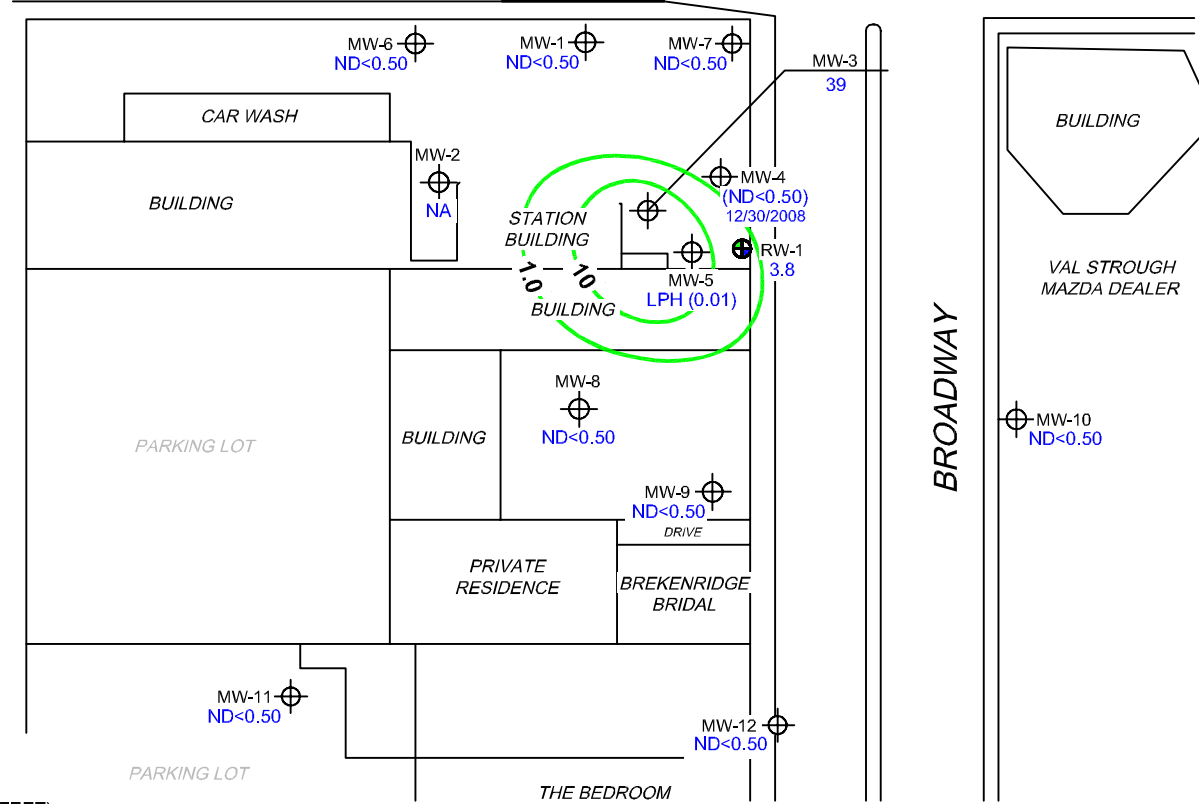 MW-6
ND<0.50
MW-1
ND<0.50
MW-7
ND<0.50
MW-3
39
CAR WASH
BUILDING
MW-2
NA
BUILDING
STATION
BUILDING
MW-4
(ND<0.50)
12/30/2008
RW-1
3.8
MW-5
LPH (0.01)
1.0
10
BUILDING
VAL STROUGH
MAZDA DEALER
BROADWAY
MW-8
ND<0.50
PARKING LOT
BUILDING
MW-10
ND<0.50
MW-9
ND<0.50
DRIVE
PRIVATE
RESIDENCE
BREKENRIDGE
BRIDAL
MW-11
ND<0.50
MW-12
ND<0.50
PARKING LOT
THE BEDROOM